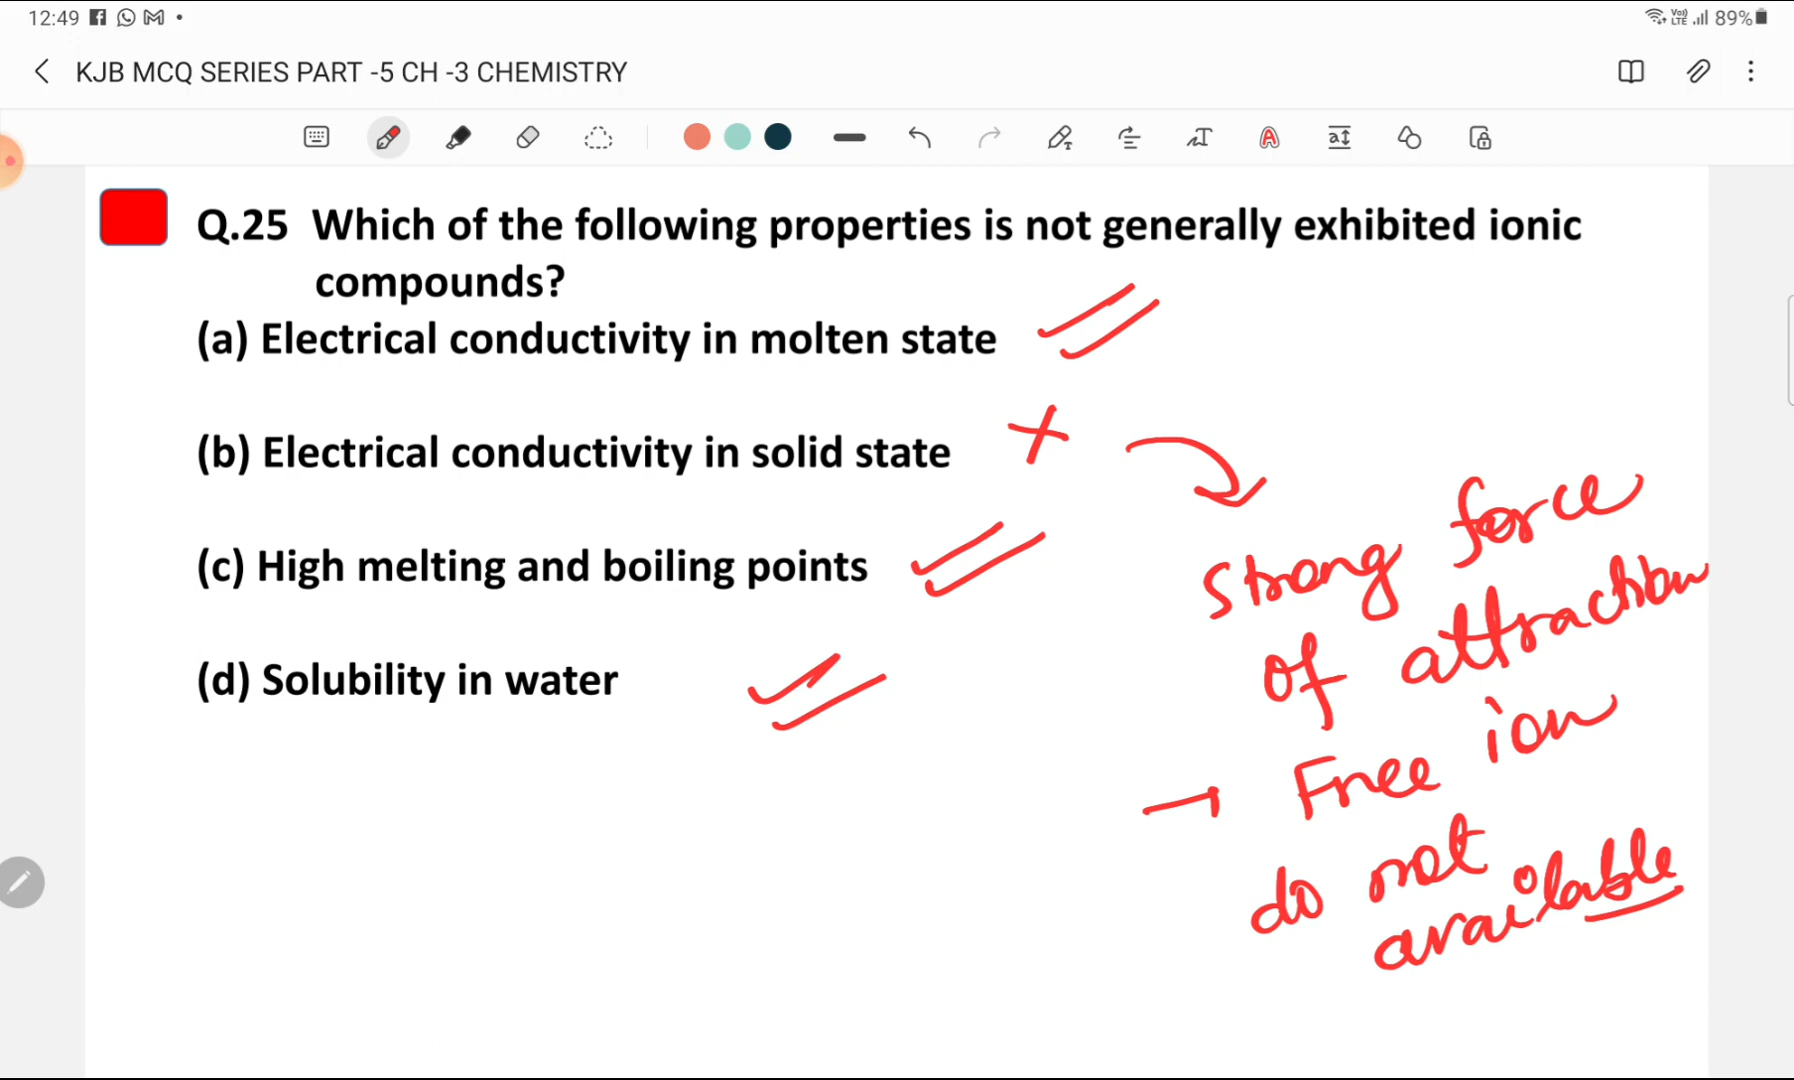 12:49
89%
KJB MCQ SERIES PART -5 CH -3 CHEMISTRY
Q.25 Which of the following properties is not generally exhibited ionic
compounds?
(a) Electrical conductivity in molten state
(b) Electrical conductivity in solid state
(c) High melting and boiling points
(d) Solubility in water
strong force
of attraction
→ Free ion
do not
available